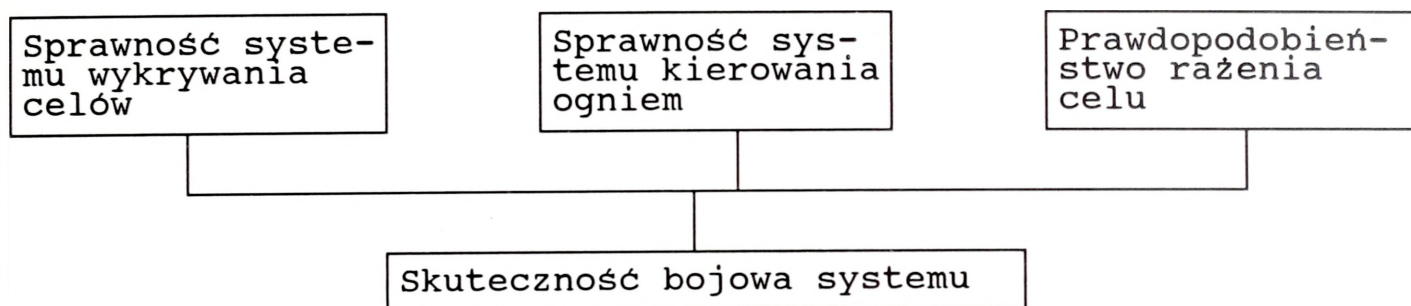 Sprawność syste-
mu wykrywania
celów
Sprawność sys-
temu kierowania
ogniem
Prawdopodobień-
stwo rażenia
celu
Skuteczność bojowa systemu